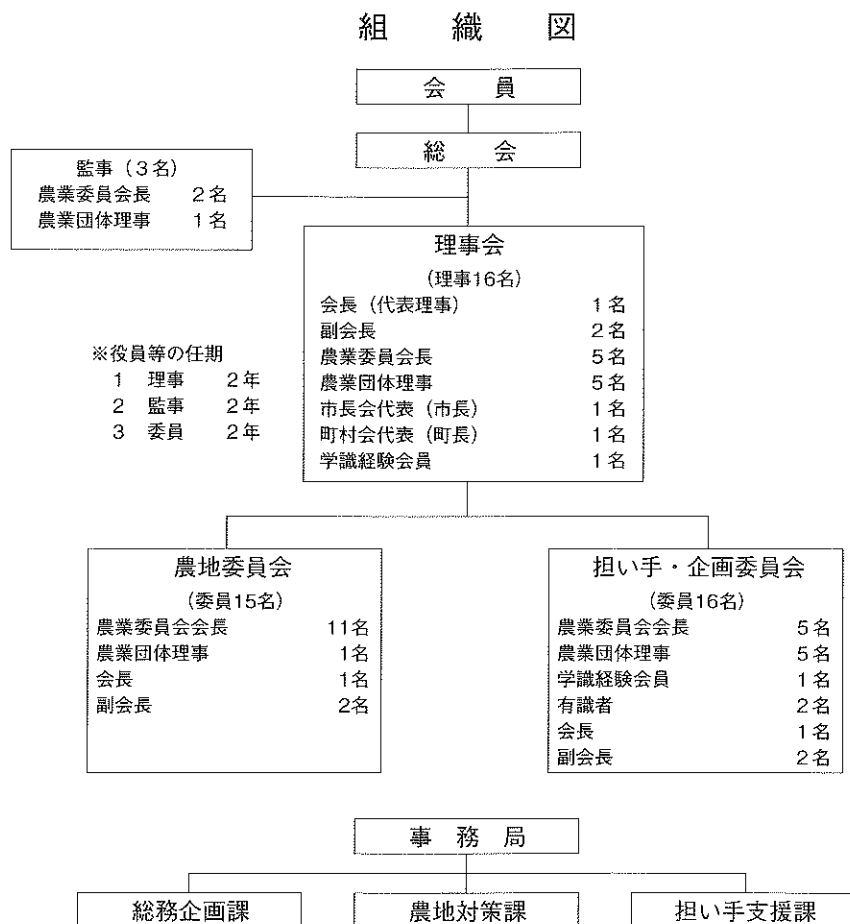 組織図
会員
総会
監事(3名)
農業委員会長 2名
農業団体理事 1名
理事会
(理事16名)
会長(代表理事) 1名
副会長 2名
農業委員会長 5名
農業団体理事 5名
市長会代表(市長) 1名
町村会代表(町長) 1名
学識経験会員 1名
※役員等の任期
1 理事 2年
2 監事 2年
3 委員 2年
農地委員会
(委員15名)
農業委員会会長 11名
農業団体理事 1名
会長 1名
副会長 2名
担い手・企画委員会
(委員16名)
農業委員会会長 5名
農業団体理事 5名
学識経験会員 1名
有識者 2名
会長 1名
副会長 2名
事務局
総務企画課
農地対策課
担い手支援課